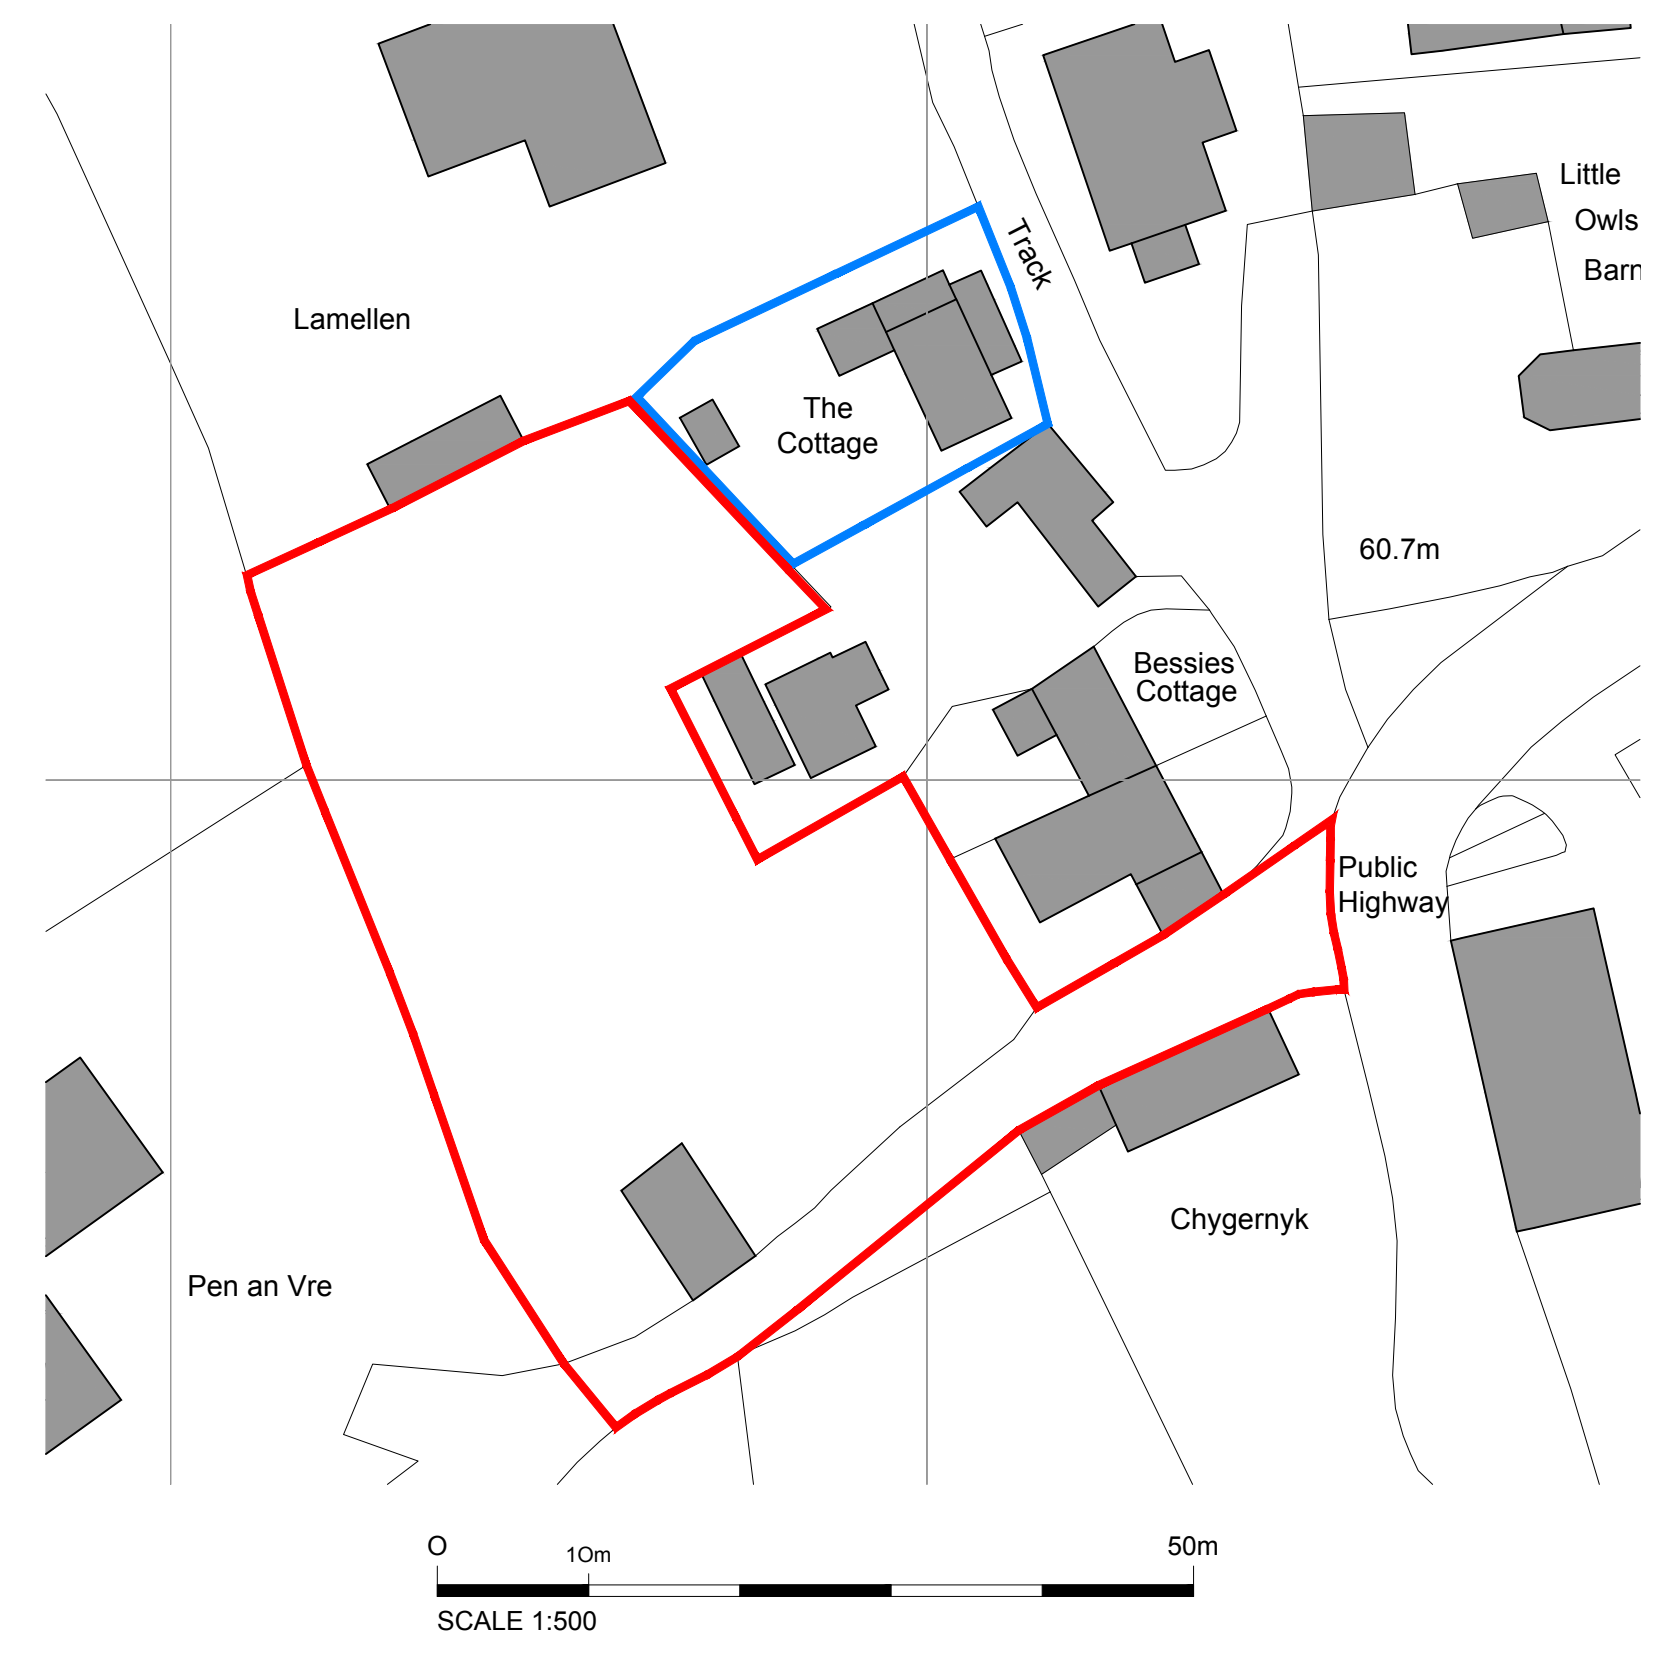 Little
Owls
Barn
Track
Lamellen
The
Cottage
60.7m
Bessies
Cottage
Public
Highway
Chygernyk
Pen an Vre
O
1Om
50m
SCALE 1:500